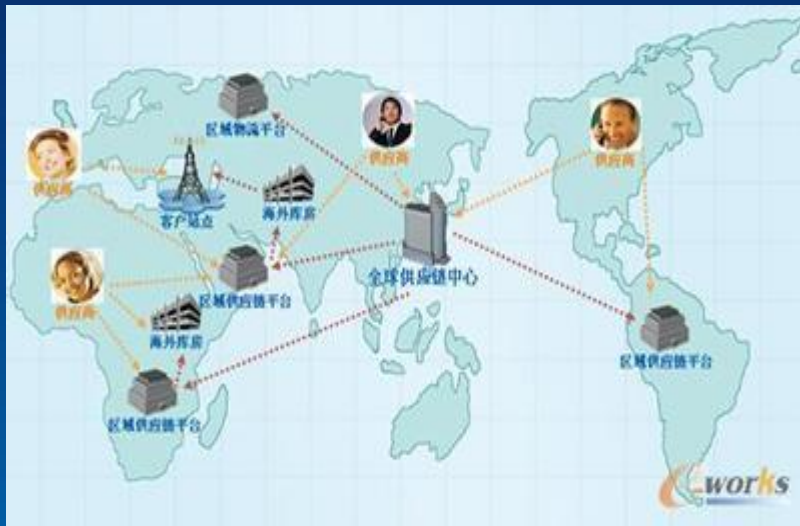 区域物流平台
供应商
供应商
供应商
客户站点
海外库房
全球供应链中心
区域供应链平台
供应商
海外库房
区域供应链平台
区域供应链平台
e-works